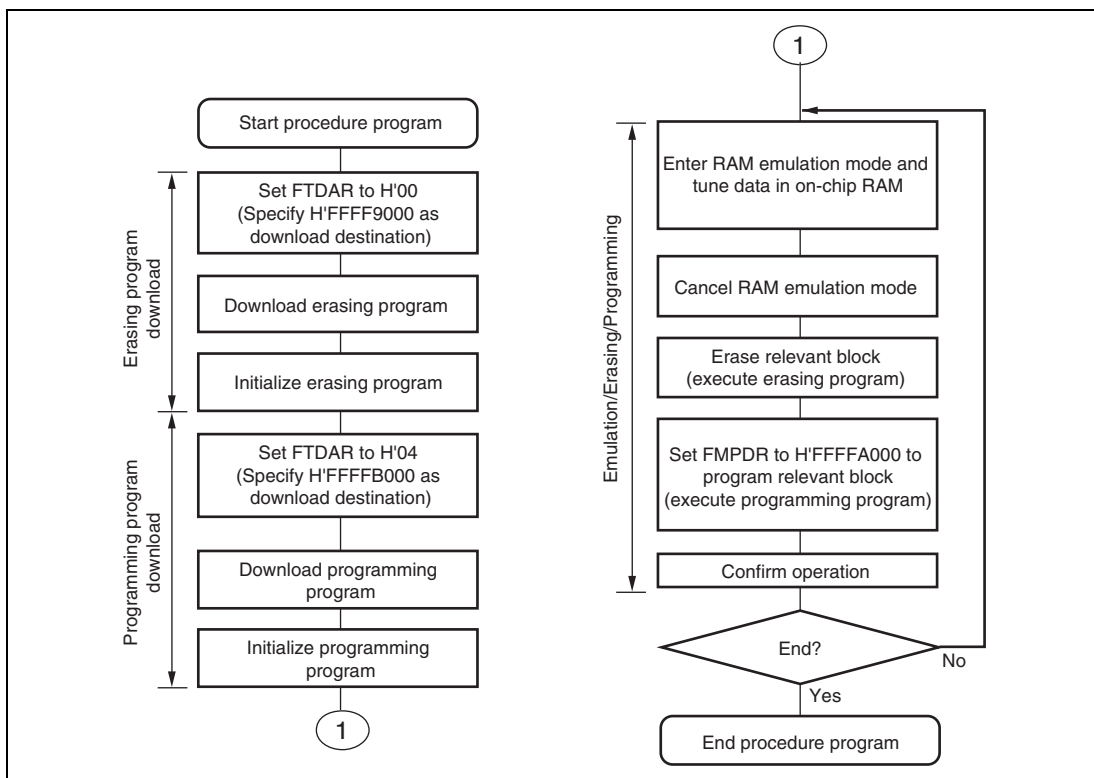 Start procedure program
Erasing program
download
Set FTDAR to H'00
(Specify H'FFFF9000 as
download destination)
Download erasing program
Initialize erasing program
Programming program
download
Set FTDAR to H'04
(Specify H'FFFFB000 as
download destination)
Download programming
program
Initialize programming
program
1
1
Emulation/Erasing/Programming
Enter RAM emulation mode and
tune data in on-chip RAM
Cancel RAM emulation mode
Erase relevant block
(execute erasing program)
Set FMPDR to H'FFFFA000 to
program relevant block
(execute programming program)
Confirm operation
End?
No
Yes
End procedure program